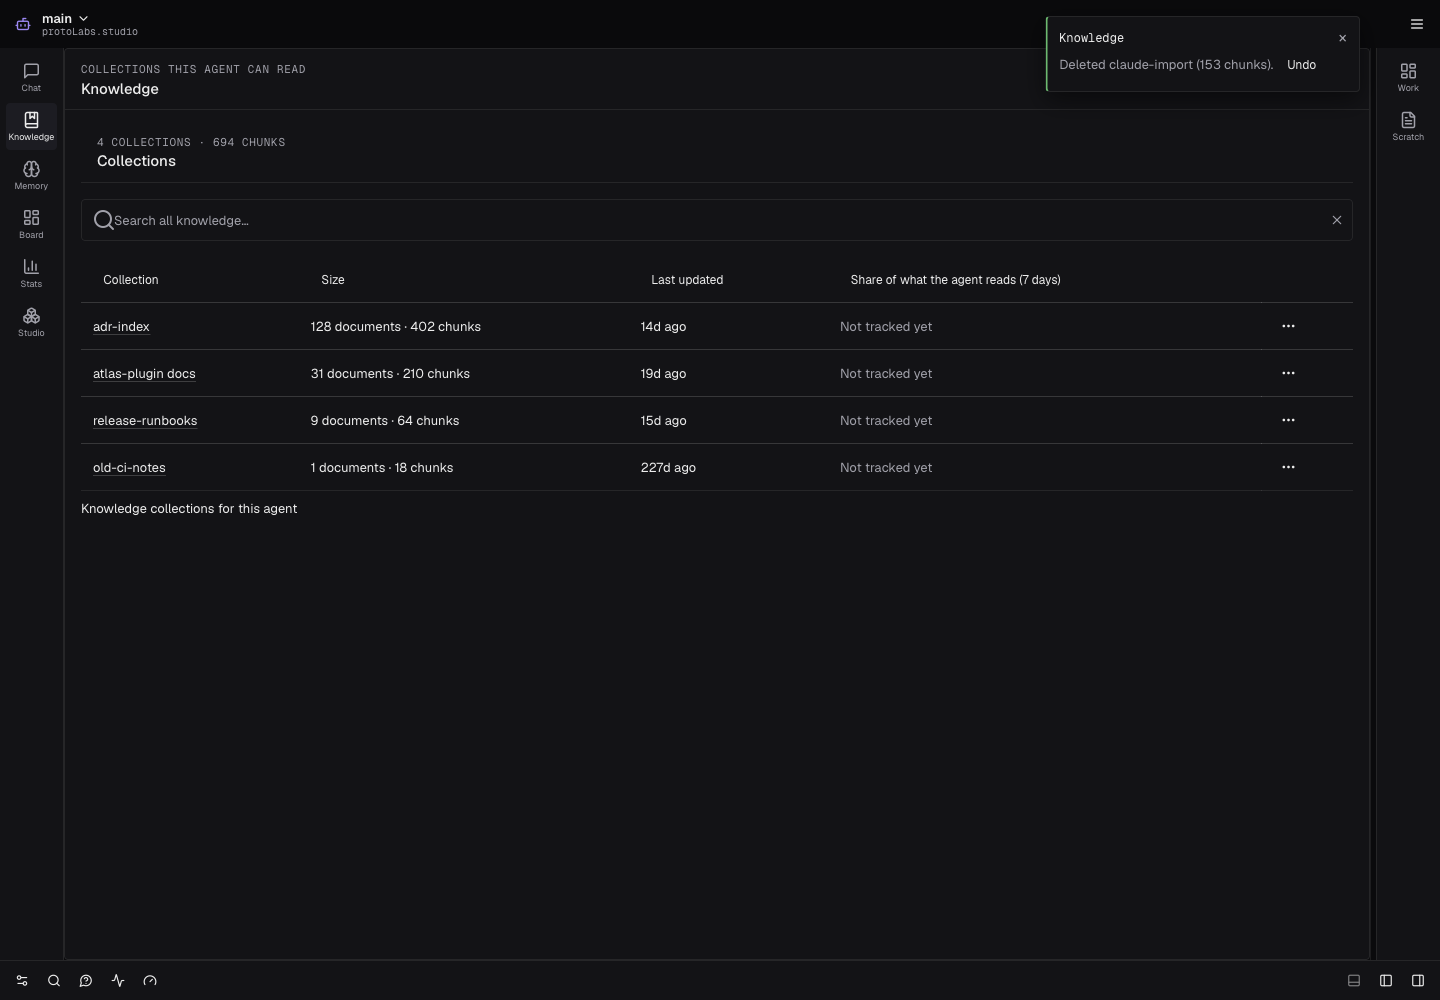 main
protoLabs.studio
Knowledge
×
Deleted claude-import (153 chunks). Undo
Chat
Knowledge
Memory
Board
Stats
Studio
COLLECTIONS THIS AGENT CAN READ
Knowledge
4 COLLECTIONS · 694 CHUNKS
Collections
Search all knowledge…
Collection Size Last updated Share of what the agent reads (7 days)
adr-index 128 documents · 402 chunks 14d ago Not tracked yet
atlas-plugin docs 31 documents · 210 chunks 19d ago Not tracked yet
release-runbooks 9 documents · 64 chunks 15d ago Not tracked yet
old-ci-notes 1 documents · 18 chunks 227d ago Not tracked yet
Knowledge collections for this agent
Work
Scratch